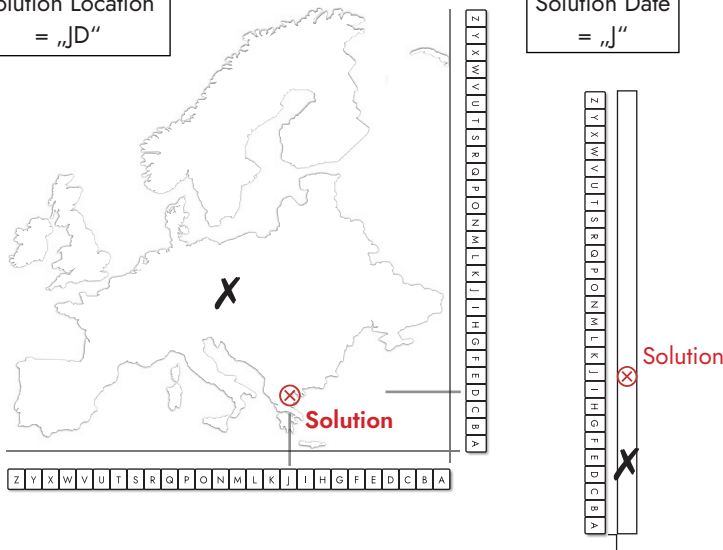 olution Location
= „JD“
Solution Date
= „J“
Z Y X W V U T S R Q P O N M L K J I H G F E D C B A
Z Y X W V U T S R Q P O N M L K J I H G F E D C B A
Solution
Solution
Z Y X W V U T S R Q P O N M L K J I H G F E D C B A